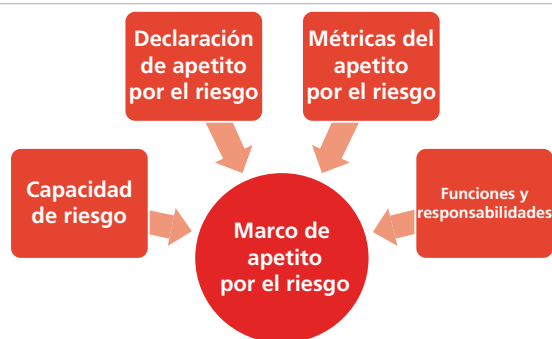 Declaración
de apetito
por el riesgo
Métricas del
apetito
por el riesgo
Capacidad
de riesgo
Funciones y
responsabilidades
Marco de
apetito
por el riesgo